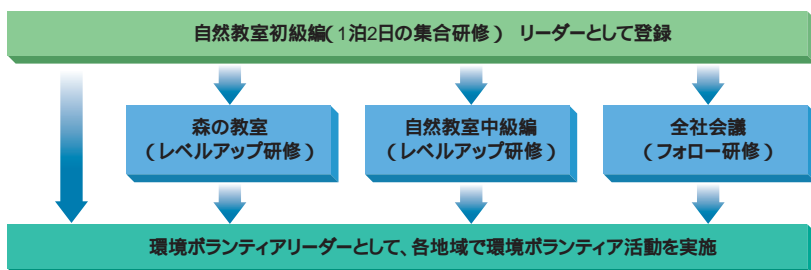 自然教室初級編（1泊2日の集合研修） リーダーとして登録
森の教室
（レベルアップ研修）
自然教室中級編
（レベルアップ研修）
全社会議
（フォロー研修）
環境ボランティアリーダーとして、各地域で環境ボランティア活動を実施